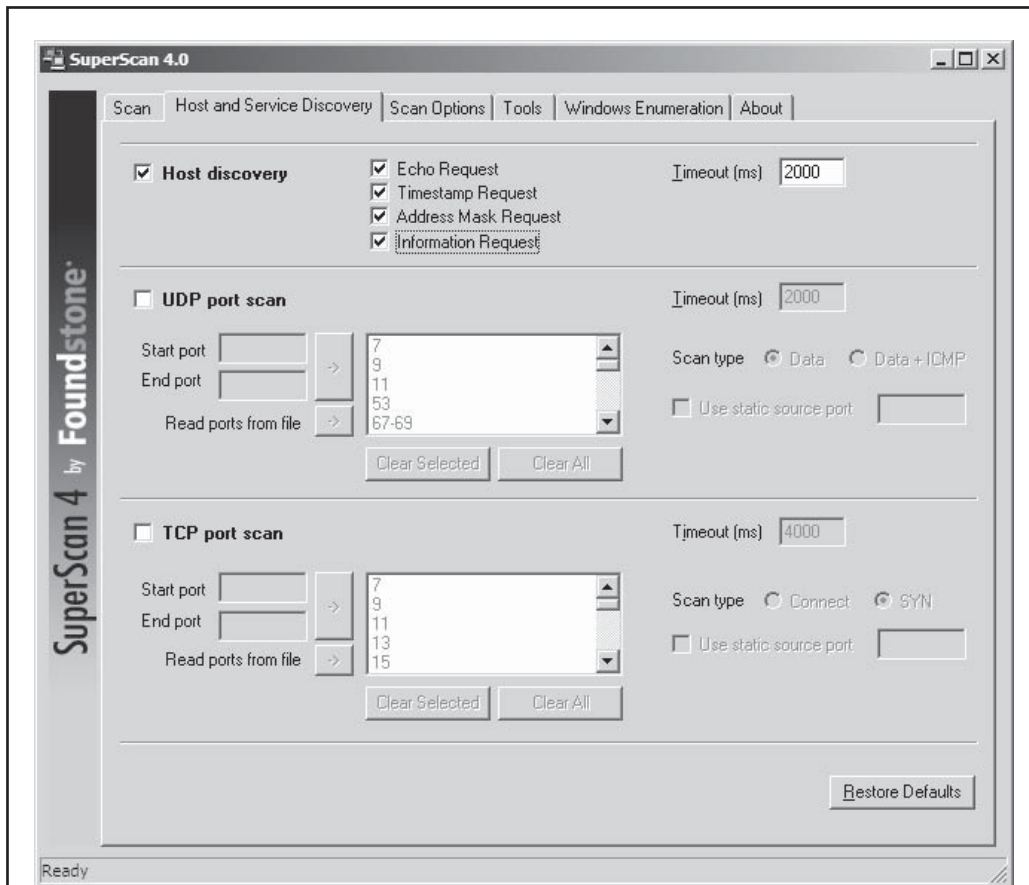 SuperScan 4.0
Scan Host and Service Discovery Scan Options Tools Windows Enumeration About
Host discovery
Echo Request
Timestamp Request
Address Mask Request
Information Request
Timeout (ms) 2000
UDP port scan
Timeout (ms) 2000
Start port
End port
->
Read ports from file ->
7
9
11
53
67-69
Clear Selected Clear All
Scan type Data Data + ICMP
Use static source port
TCP port scan
Timeout (ms) 4000
Start port
End port
->
Read ports from file ->
7
9
11
13
15
Clear Selected Clear All
Scan type Connect SYN
Use static source port
Restore Defaults
SuperScan 4 by Foundstone
Ready